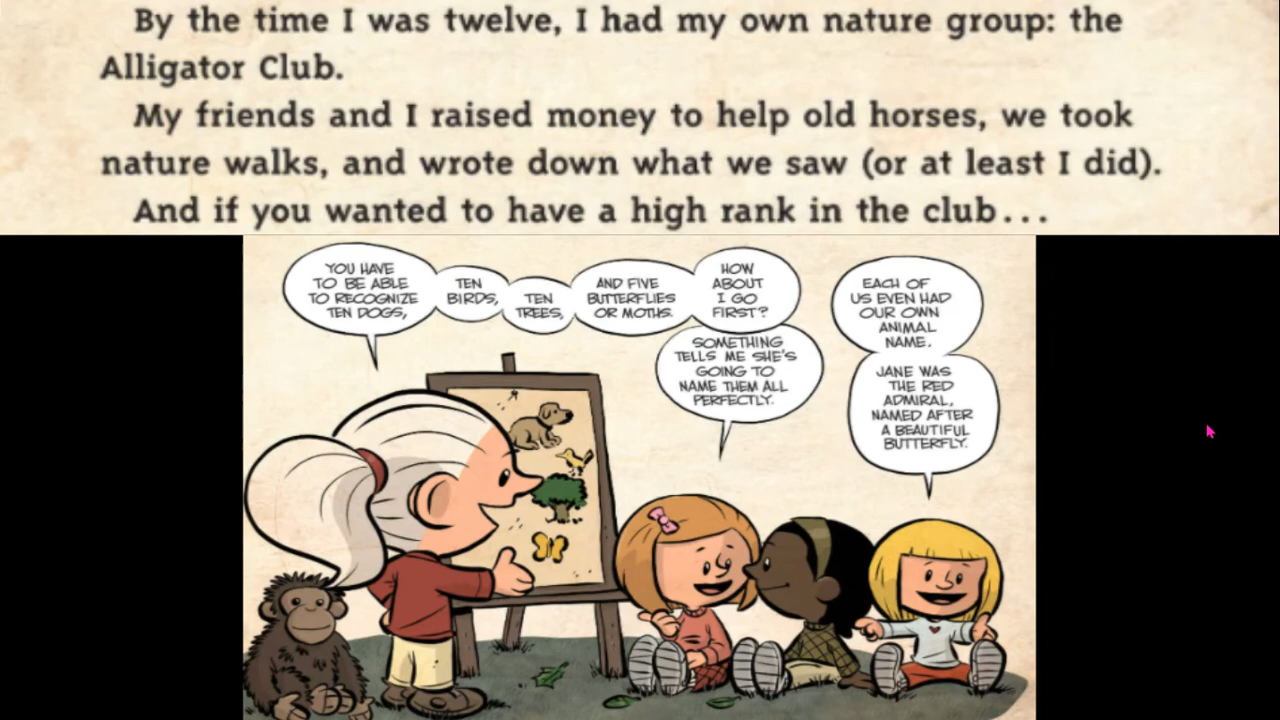 By the time I was twelve, I had my own nature group: the
Alligator Club.
My friends and I raised money to help old horses, we took
nature walks, and wrote down what we saw (or at least I did).
And if you wanted to have a high rank in the club...
YOU HAVE
TO BE ABLE
TO RECOGNIZE
TEN DOGS,
TEN
BIRDS,
TEN
TREES,
AND FIVE
BUTTERFLIES
OR MOTHS.
HOW
ABOUT
I GO
FIRST?
SOMETHING
TELLS ME SHE'S
GOING TO
NAME THEM ALL
PERFECTLY.
EACH OF
US EVEN HAD
OUR OWN
ANIMAL
NAME.
JANE WAS
THE RED
ADMIRAL,
NAMED AFTER
A BEAUTIFUL
BUTTERFLY.